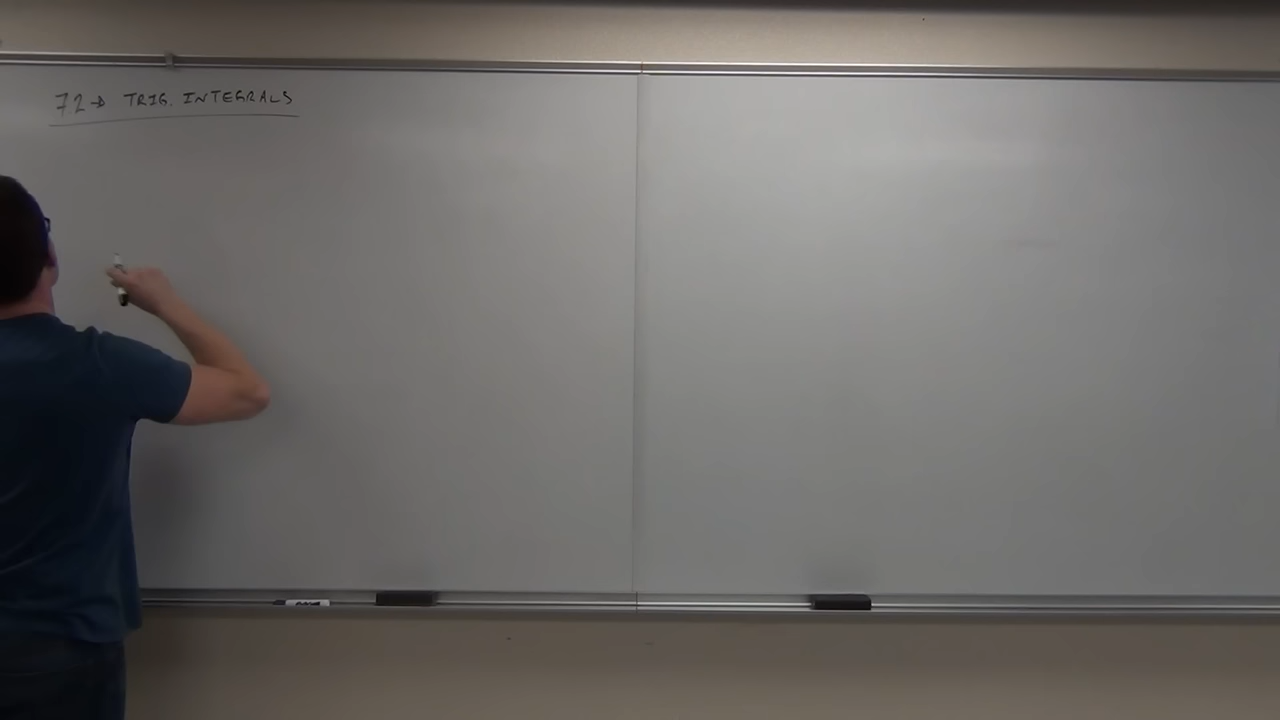 7.2 → TRIG. INTEGRALS